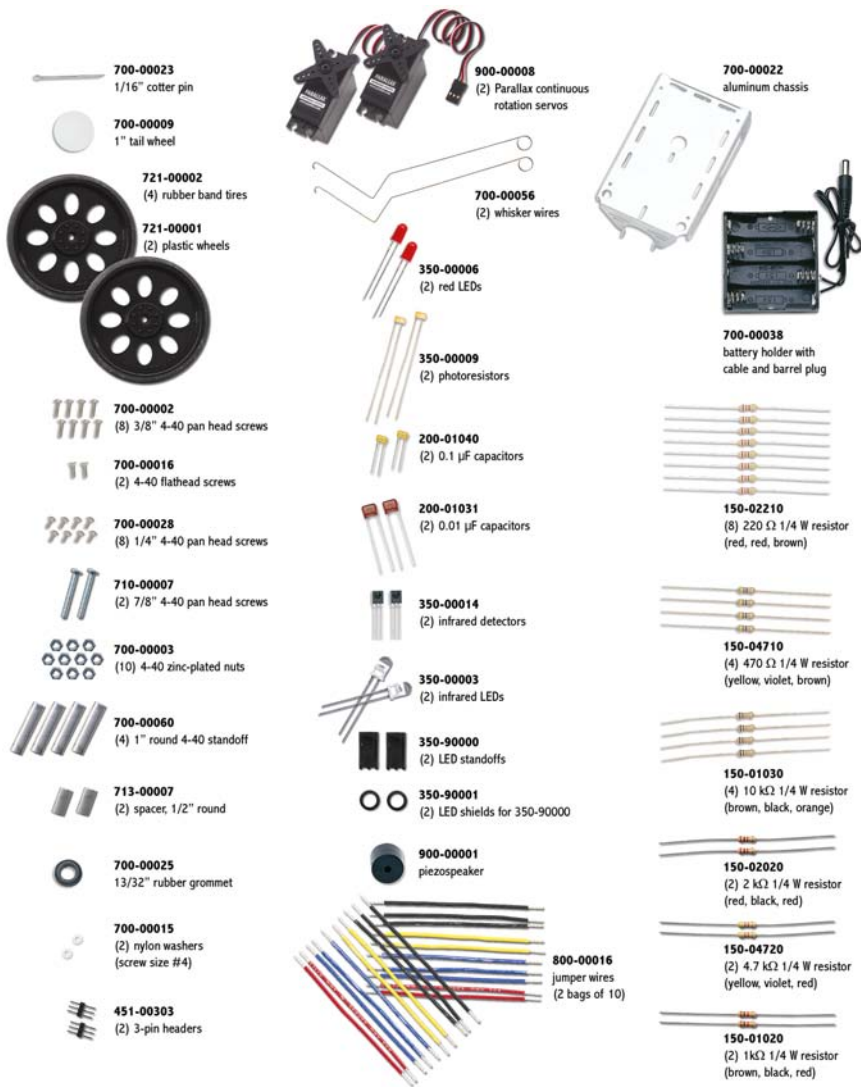 700-00023
1/16" cotter pin
700-00009
1" tail wheel
721-00002
(4) rubber band tires
721-00001
(2) plastic wheels
700-00002
(8) 3/8" 4-40 pan head screws
700-00016
(2) 4-40 flathead screws
700-00028
(8) 1/4" 4-40 pan head screws
710-00007
(2) 7/8" 4-40 pan head screws
700-00003
(10) 4-40 zinc-plated nuts
700-00060
(4) 1" round 4-40 standoff
713-00007
(2) spacer, 1/2" round
700-00025
13/32" rubber grommet
700-00015
(2) nylon washers
(screw size #4)
451-00303
(2) 3-pin headers
PARALLAX
PARALLAX
900-00008
(2) Parallax continuous
rotation servos
700-00056
(2) whisker wires
350-00006
(2) red LEDs
350-00009
(2) photoresistors
200-01040
(2) 0.1 µF capacitors
200-01031
(2) 0.01 µF capacitors
350-00014
(2) infrared detectors
350-00003
(2) infrared LEDs
350-90000
(2) LED standoffs
350-90001
(2) LED shields for 350-90000
900-00001
piezospeaker
800-00016
jumper wires
(2 bags of 10)
700-00022
aluminum chassis
700-00038
battery holder with
cable and barrel plug
150-02210
(8) 220 Ω 1/4 W resistor
(red, red, brown)
150-04710
(4) 470 Ω 1/4 W resistor
(yellow, violet, brown)
150-01030
(4) 10 kΩ 1/4 W resistor
(brown, black, orange)
150-02020
(2) 2 kΩ 1/4 W resistor
(red, black, red)
150-04720
(2) 4.7 kΩ 1/4 W resistor
(yellow, violet, red)
150-01020
(2) 1kΩ 1/4 W resistor
(brown, black, red)